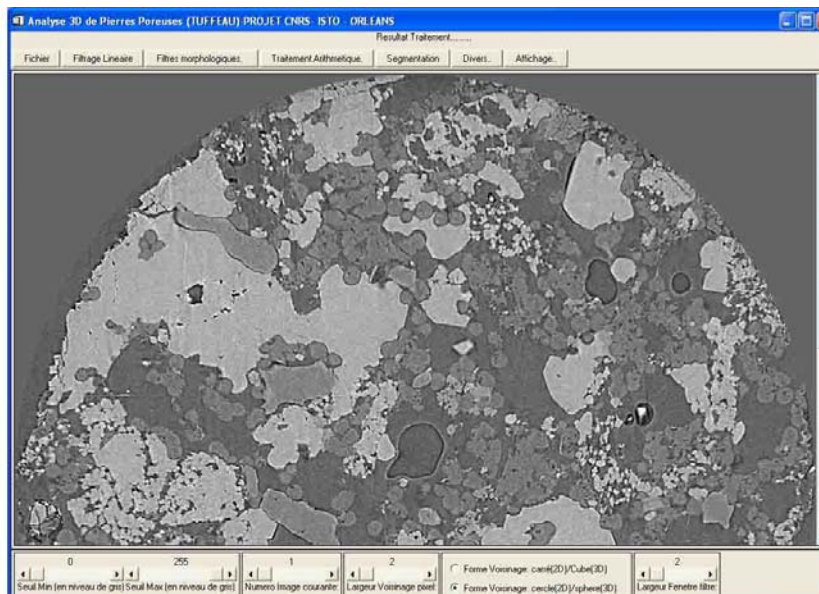 Analyse 3D de Pierres Poreuses (TUFFEAU) PROJET CNRS- ISTO - ORLEANS
Resultat Traitement.........
Fichier Filtrage Lineaire Filtres morphologiques. Traitement Arithmetique. Segmentation Divers.. Affichage..
0 255 1 2 2
Seuil Min (en niveau de gris) Seuil Max (en niveau de gris) Numero Image courante: Largeur Voisinage pixel: Largeur Fenetre filtre:
Forme Voisinage: carré(2D)/Cube(3D)
Forme Voisinage: cercle(2D)/sphere(3D)